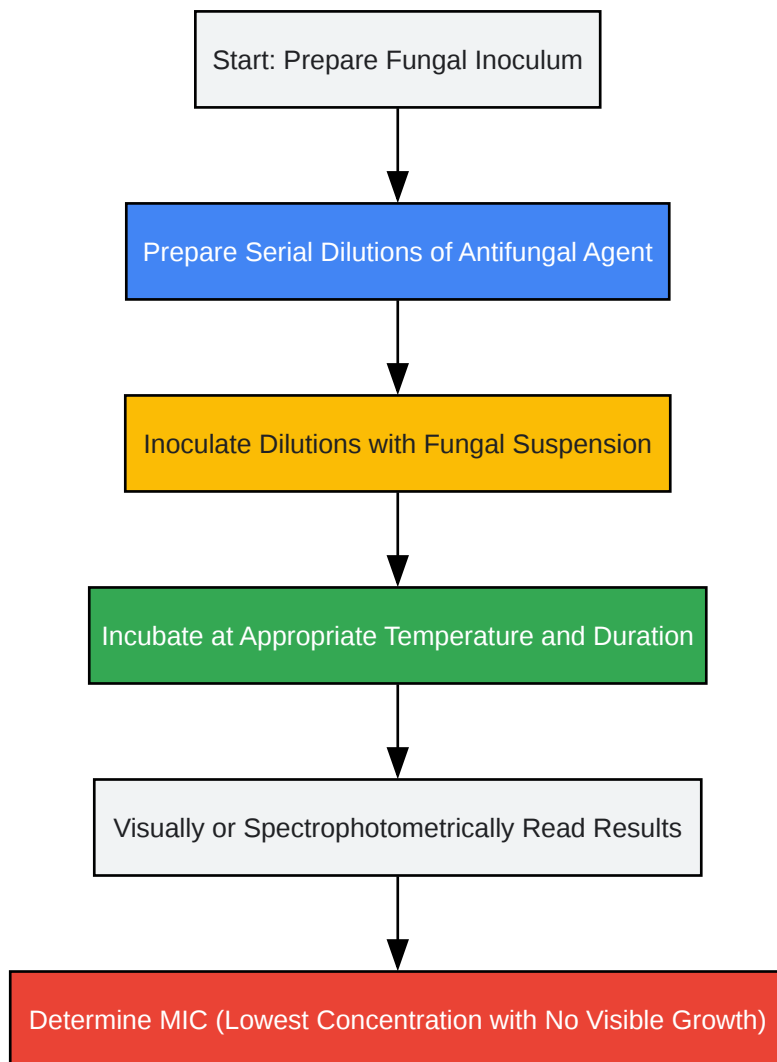 Start: Prepare Fungal Inoculum
Prepare Serial Dilutions of Antifungal Agent
Inoculate Dilutions with Fungal Suspension
Incubate at Appropriate Temperature and Duration
Visually or Spectrophotometrically Read Results
Determine MIC (Lowest Concentration with No Visible Growth)